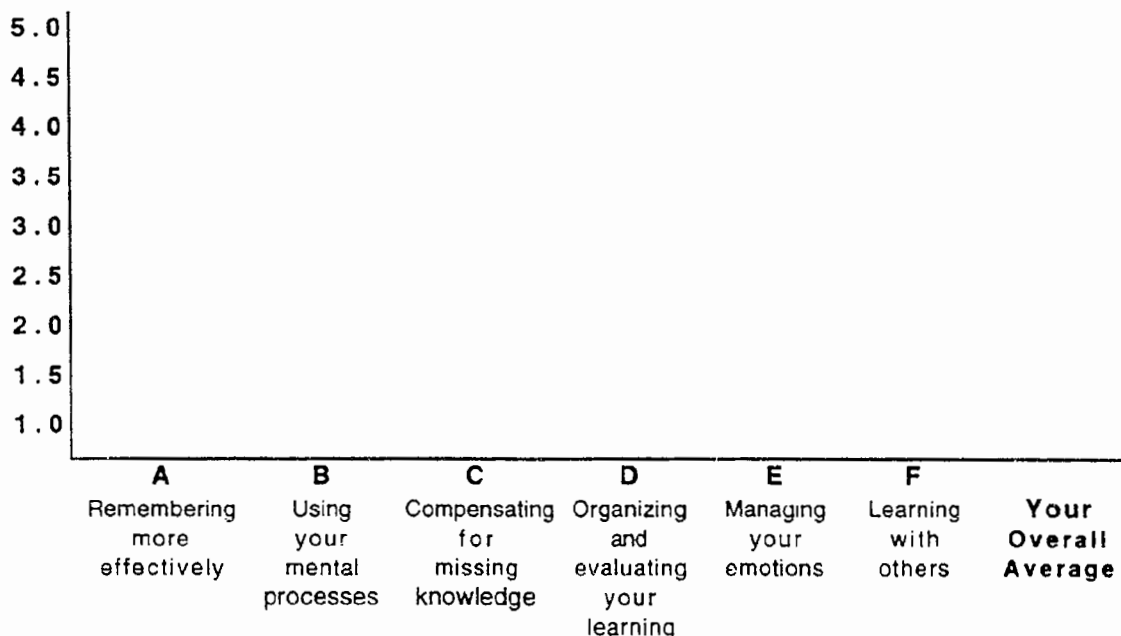 5.0
4.5
4.0
3.5
3.0
2.5
2.0
1.5
1.0
A B C D E F
Remembering Using Compensating Organizing Managing Learning Your
more your for and your with Overall
effectively mental missing evaluating emotions others Average
processes knowledge your
learning